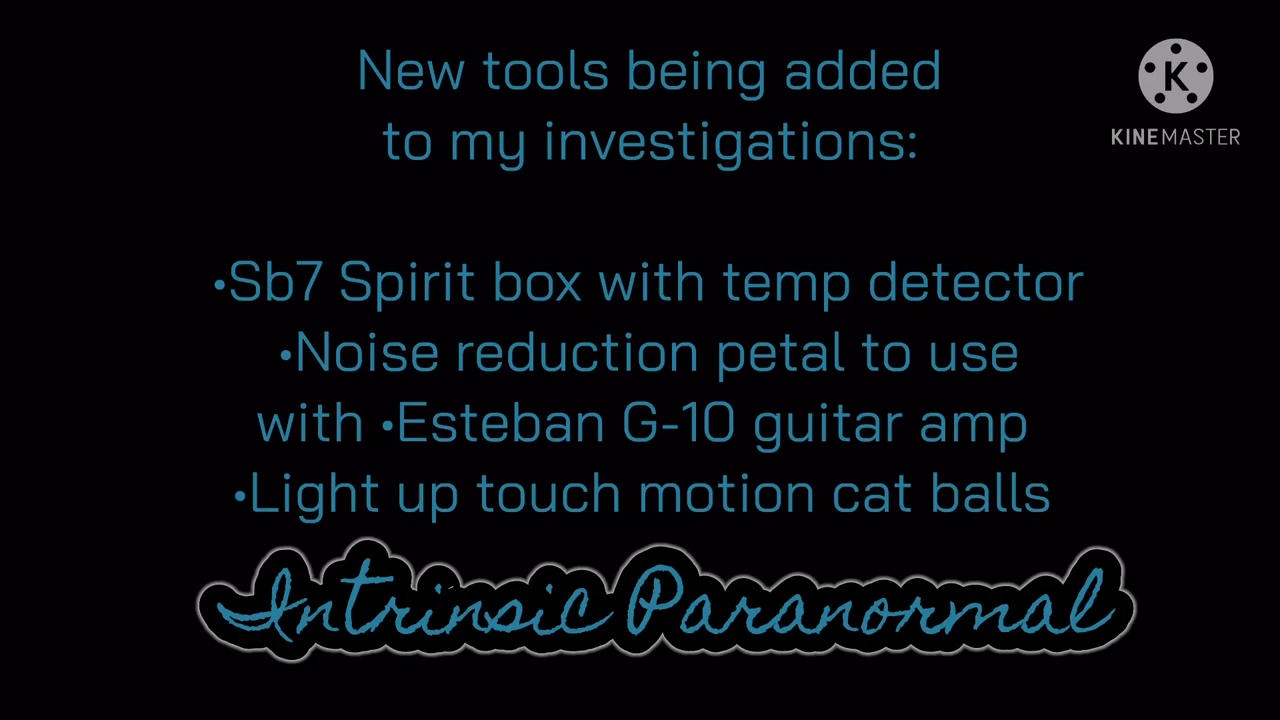 New tools being added
to my investigations:
K
KINEMASTER
•Sb7 Spirit box with temp detector
•Noise reduction petal to use
with •Esteban G-10 guitar amp
•Light up touch motion cat balls
Intrinsic Paranormal